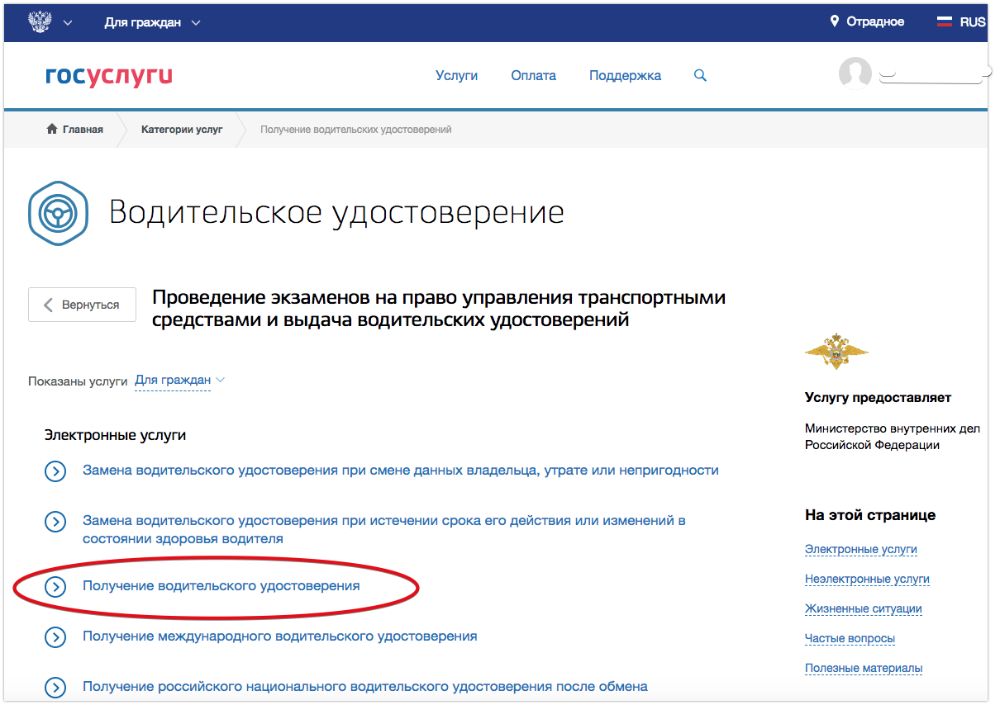 Для граждан
Отрадное
RUS
госуслуги
Услуги
Оплата
Поддержка
Главная
Категории услуг
Получение водительских удостоверений
Водительское удостоверение
Вернуться
Проведение экзаменов на право управления транспортными
средствами и выдача водительских удостоверений
Показаны услуги Для граждан
Электронные услуги
Замена водительского удостоверения при смене данных владельца, утрате или непригодности
Замена водительского удостоверения при истечении срока его действия или изменений в
состоянии здоровья водителя
Получение водительского удостоверения
Получение международного водительского удостоверения
Получение российского национального водительского удостоверения после обмена
Услугу предоставляет
Министерство внутренних дел
Российской Федерации
На этой странице
Электронные услуги
Неэлектронные услуги
Жизненные ситуации
Частые вопросы
Полезные материалы